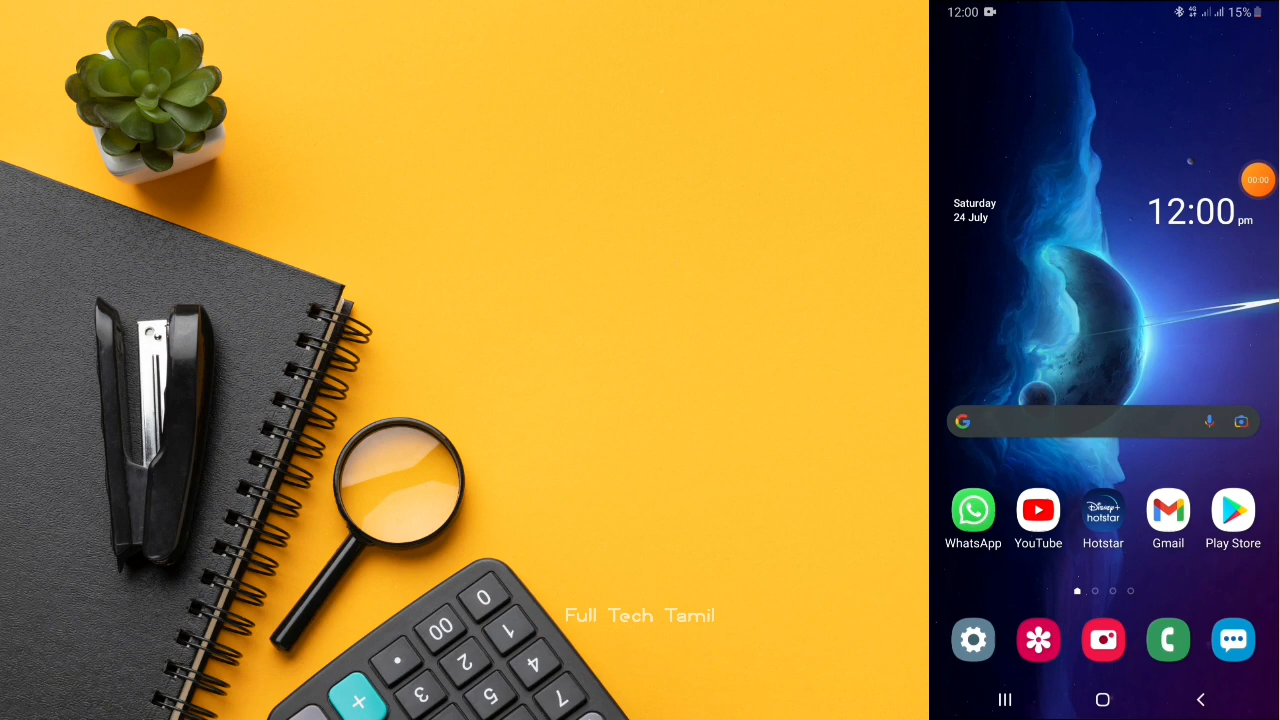 12:00
4G
15%
00:00
Saturday
24 July
12:00 pm
G
Disney+
hotstar
WhatsApp
YouTube
Hotstar
Gmail
Play Store
Full Tech Tamil
0
00
1
.
2
4
+
3
5
7